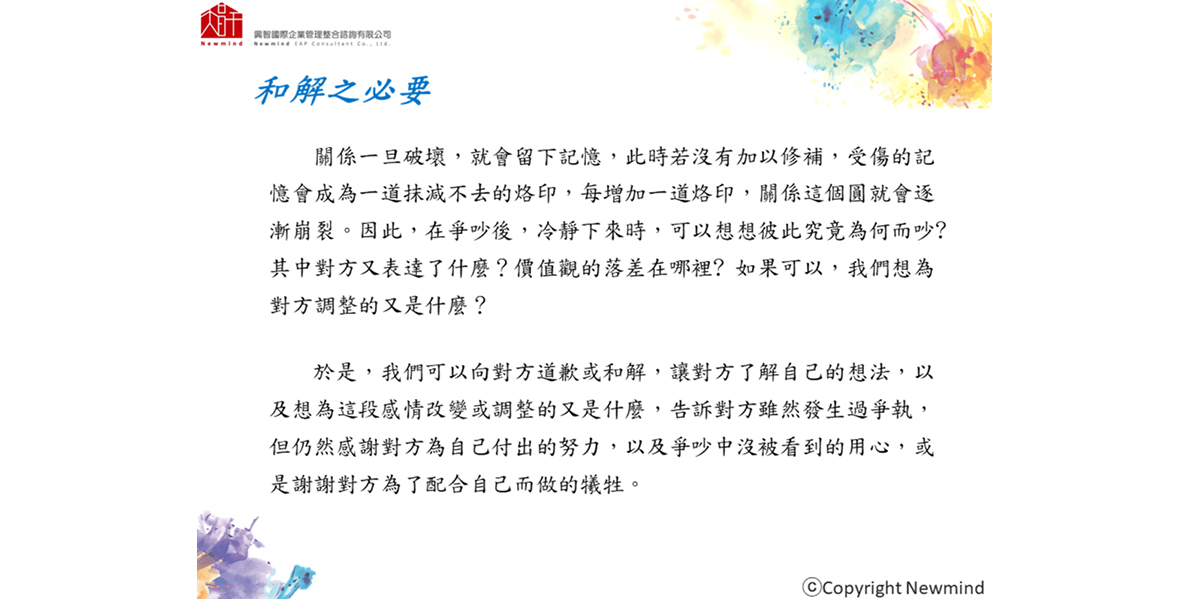 Newmind
興智國際企業管理整合諮詢有限公司
Newmind EAP Consultant Co., Ltd.
和解之必要
關係一旦破壞，就會留下記憶，此時若沒有加以修補，受傷的記
憶會成為一道抹滅不去的烙印，每增加一道烙印，關係這個圓就會逐
漸崩裂。因此，在爭吵後，冷靜下來時，可以想想彼此究竟為何而吵?
其中對方又表達了什麼？價值觀的落差在哪裡? 如果可以，我們想為
對方調整的又是什麼？
於是，我們可以向對方道歉或和解，讓對方了解自己的想法，以
及想為這段感情改變或調整的又是什麼，告訴對方雖然發生過爭執，
但仍然感謝對方為自己付出的努力，以及爭吵中沒被看到的用心，或
是謝謝對方為了配合自己而做的犧牲。
ⓒCopyright Newmind